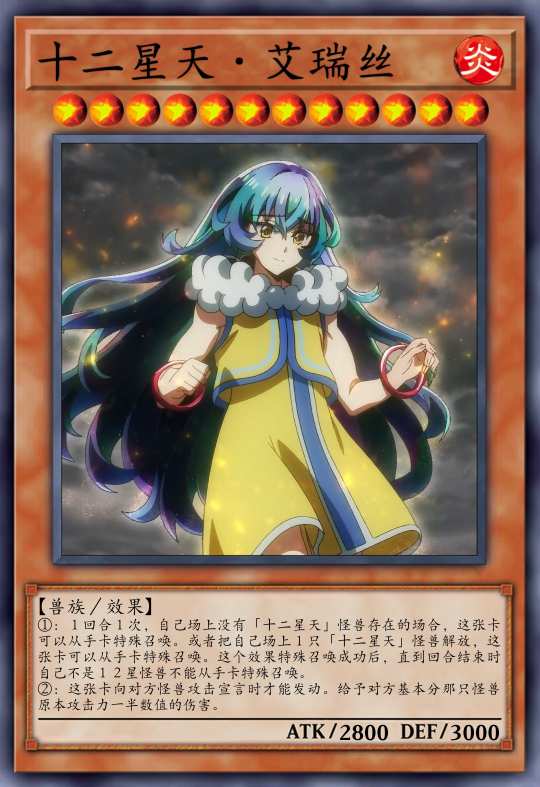 十二星天·艾瑞丝
炎
【兽族／效果】
①：１回合１次，自己场上没有「十二星天」怪兽存在的场合，这张卡
可以从手卡特殊召唤。或者把自己场上１只「十二星天」怪兽解放，这
张卡可以从手卡特殊召唤。这个效果特殊召唤成功后，直到回合结束时
自己不是１２星怪兽不能从手卡特殊召唤。
②：这张卡向对方怪兽攻击宣言时才能发动。给予对方基本分那只怪兽
原本攻击力一半数值的伤害。
ATK/2800 DEF/3000